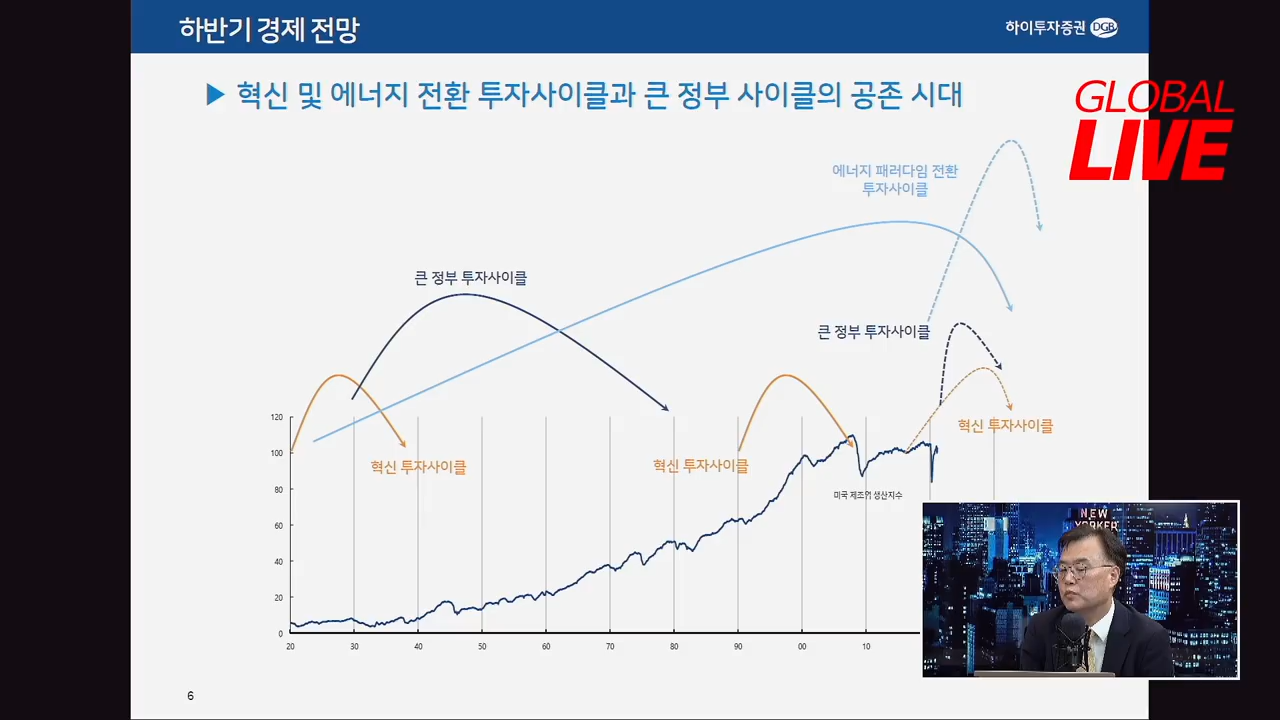 하반기 경제 전망
하이투자증권 DGB
▶ 혁신 및 에너지 전환 투자사이클과 큰 정부 사이클의 공존 시대
GLOBAL
LIVE
에너지 패러다임 전환
투자사이클
큰 정부 투자사이클
큰 정부 투자사이클
혁신 투자사이클
혁신 투자사이클
혁신 투자사이클
미국 제조업 생산지수
120
100
80
60
40
20
0
20 30 40 50 60 70 80 90 00 10
NEW
YORKER
6